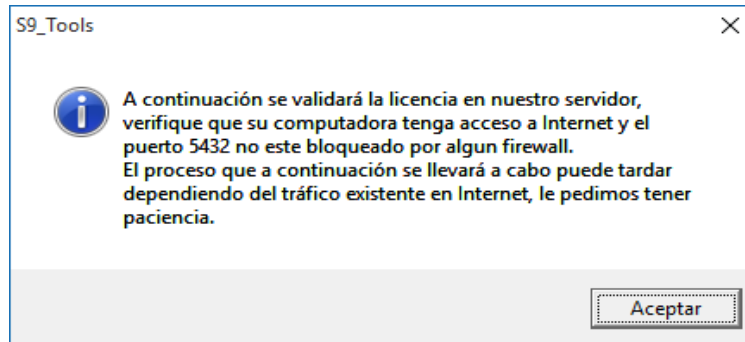 S9_Tools
A continuación se validará la licencia en nuestro servidor,
verifique que su computadora tenga acceso a Internet y el
puerto 5432 no este bloqueado por algun firewall.
El proceso que a continuación se llevará a cabo puede tardar
dependiendo del tráfico existente en Internet, le pedimos tener
paciencia.
Aceptar